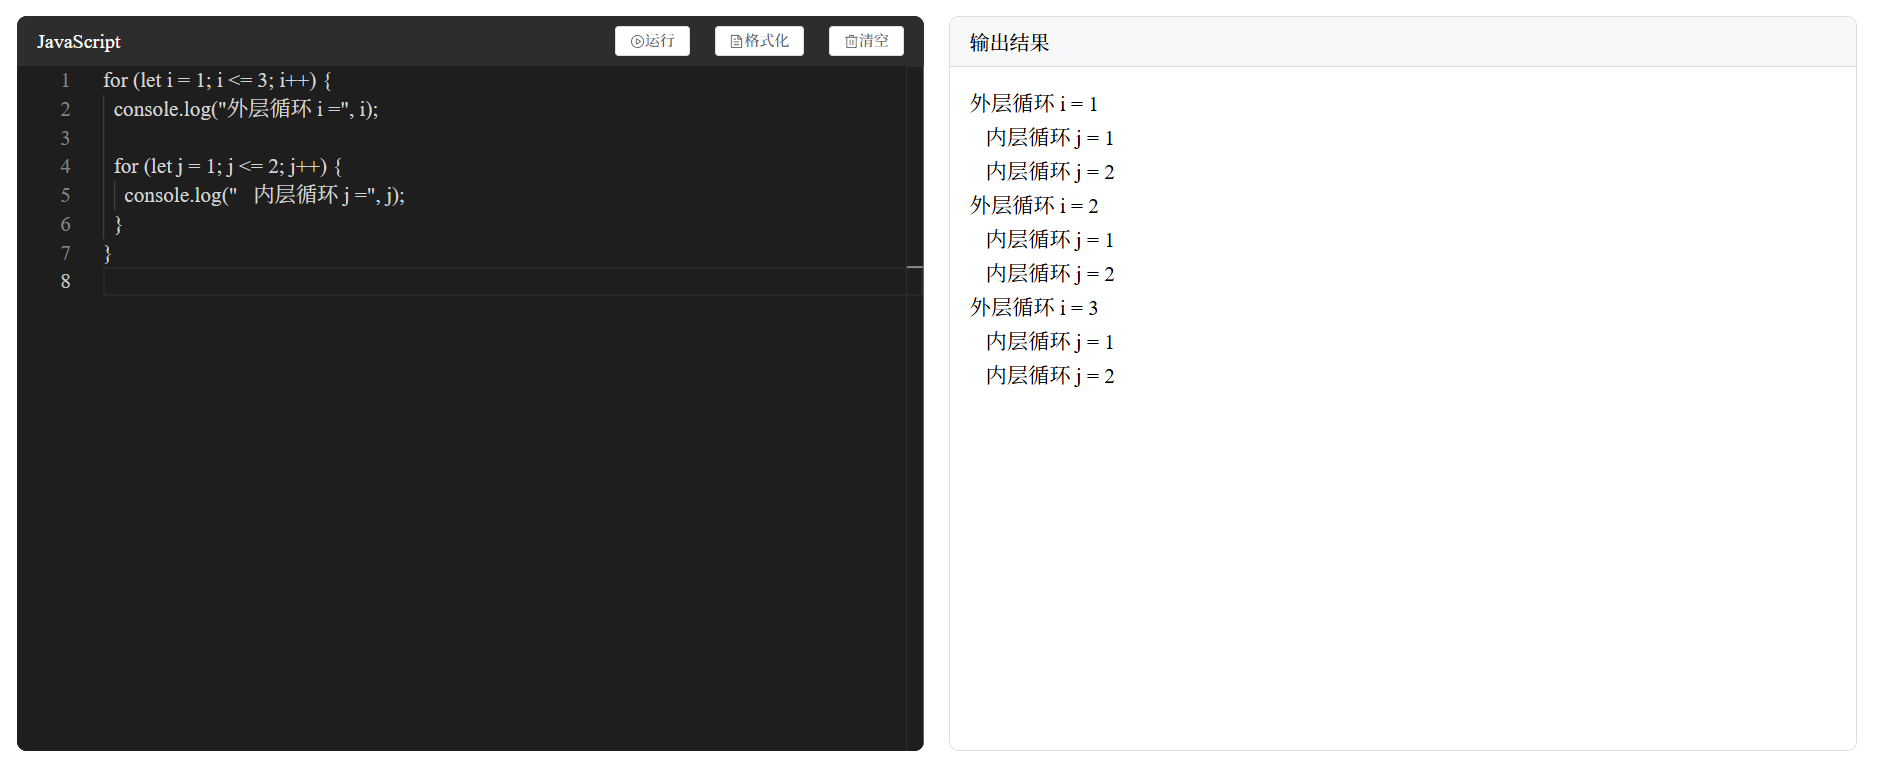 JavaScript
运行
格式化
清空
1 for (let i = 1; i <= 3; i++) {
2   console.log("外层循环 i =", i);
3
4   for (let j = 1; j <= 2; j++) {
5     console.log("   内层循环 j =", j);
6   }
7 }
8
输出结果
外层循环 i = 1
   内层循环 j = 1
   内层循环 j = 2
外层循环 i = 2
   内层循环 j = 1
   内层循环 j = 2
外层循环 i = 3
   内层循环 j = 1
   内层循环 j = 2